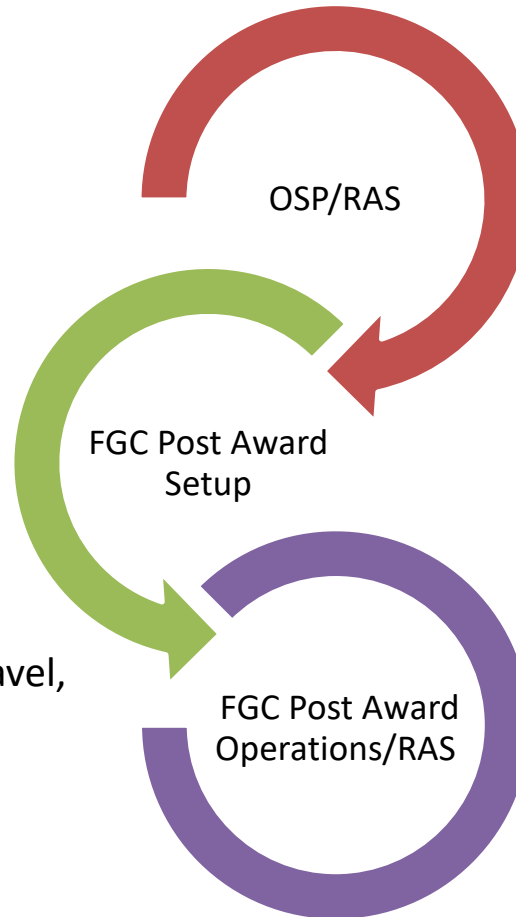 OSP/RAS
FGC Post Award
Setup
avel,
FGC Post Award
Operations/RAS